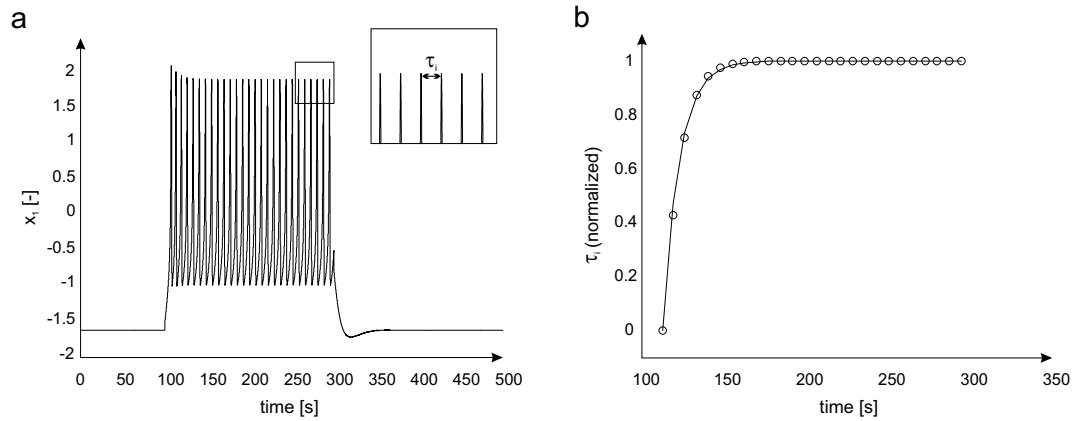 a
2
1.5
1
0.5
0
-0.5
-1
-1.5
-2
x₁ [-]
τᵢ
0 50 100 150 200 250 300 350 400 450 500
time [s]
b
1
0.8
0.6
0.4
0.2
0
τᵢ (normalized)
100 150 200 250 300 350
time [s]